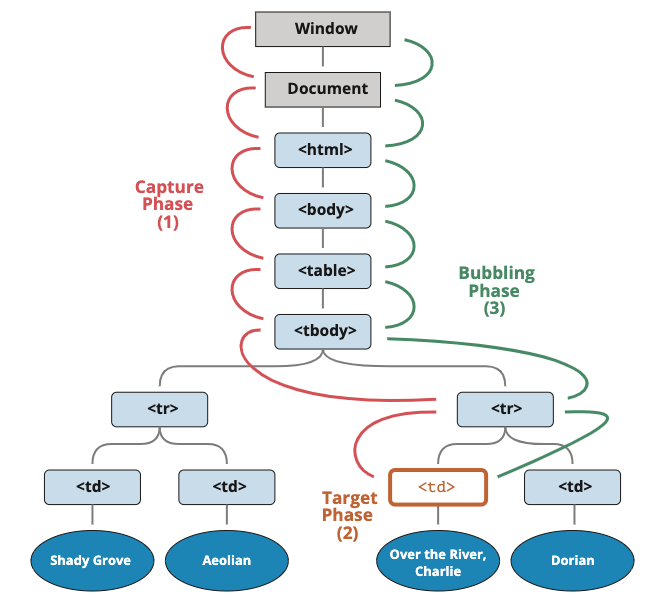 Window
Document
<html>
Capture
Phase
(1)
<body>
<table>
Bubbling
Phase
(3)
<tbody>
<tr>
<tr>
<td>
<td>
<td>
<td>
Target
Phase
(2)
Shady Grove
Aeolian
Over the River,
Charlie
Dorian